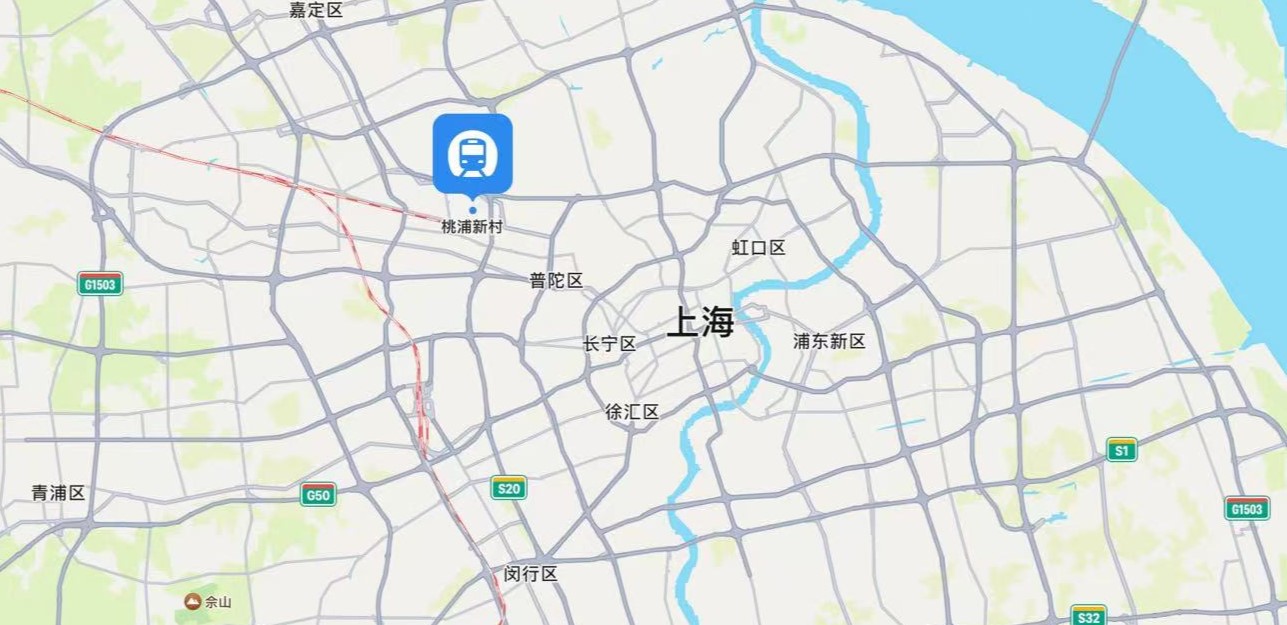 嘉定区
桃浦新村
虹口区
普陀区
G1503
上海
长宁区
浦东新区
徐汇区
S1
青浦区
G50
S20
G1503
闵行区
佘山
S32